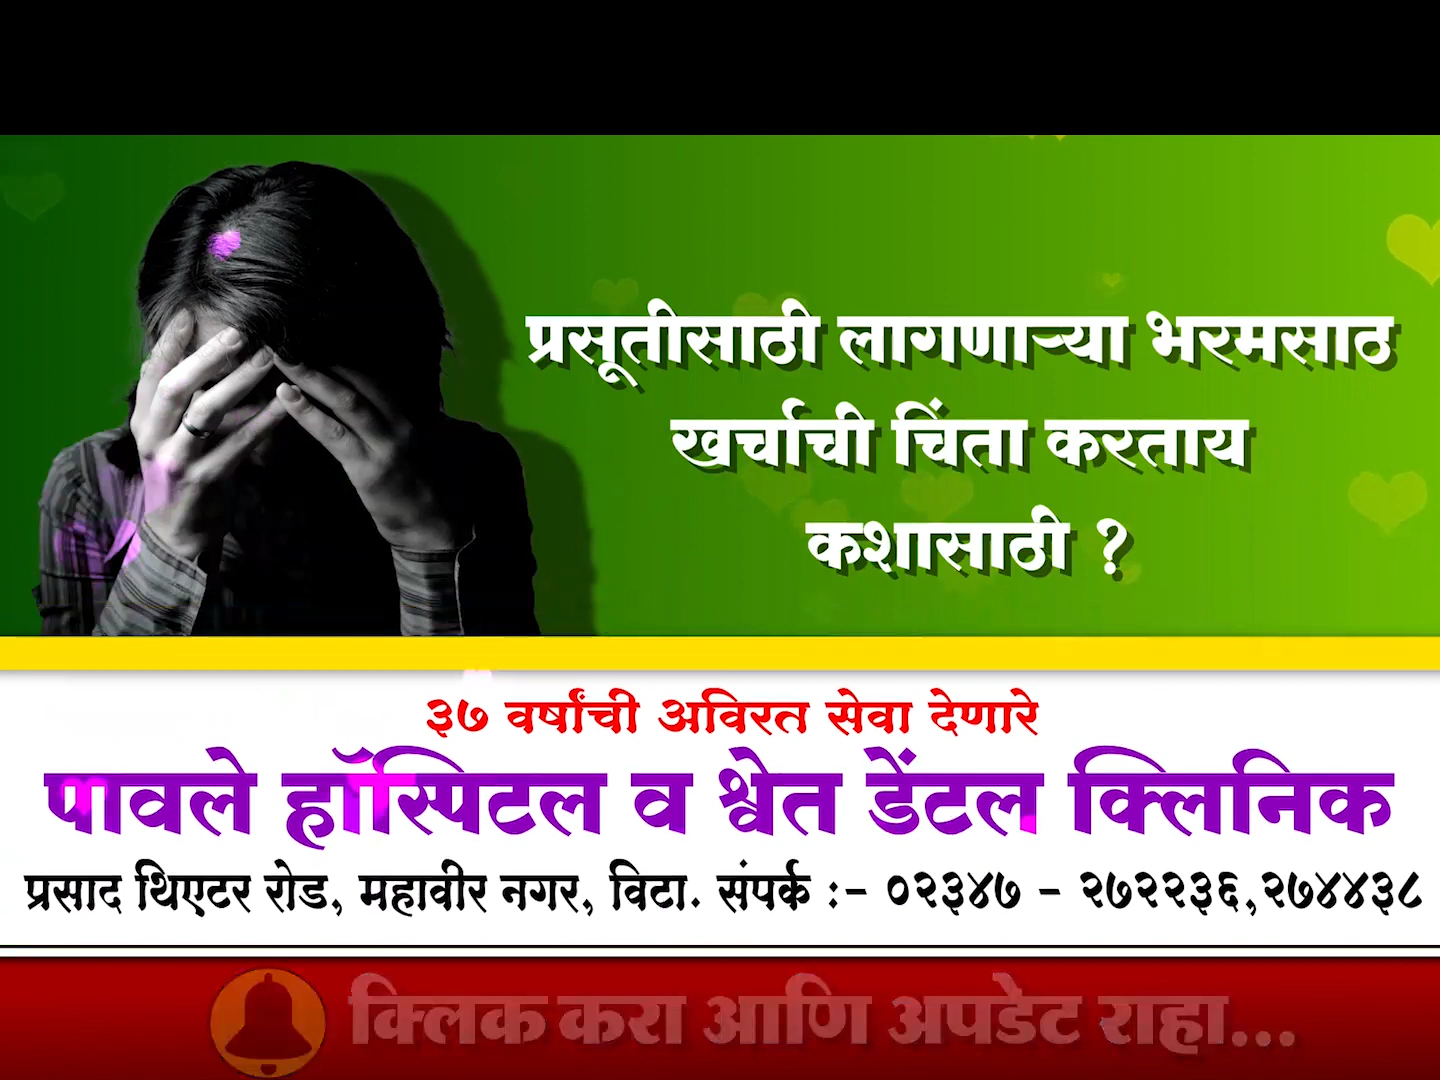 प्रसूतीसाठी लागणाऱ्या भरमसाठ
खर्चाची चिंता करताय
कशासाठी ?
३७ वर्षांची अविरत सेवा देणारे
पावले हॉस्पिटल व श्वेत डेंटल क्लिनिक
प्रसाद थिएटर रोड, महावीर नगर, विटा. संपर्क :- ०२३४७ - २७२२३६,२७४४३८
क्लिक करा आणि अपडेट राहा...